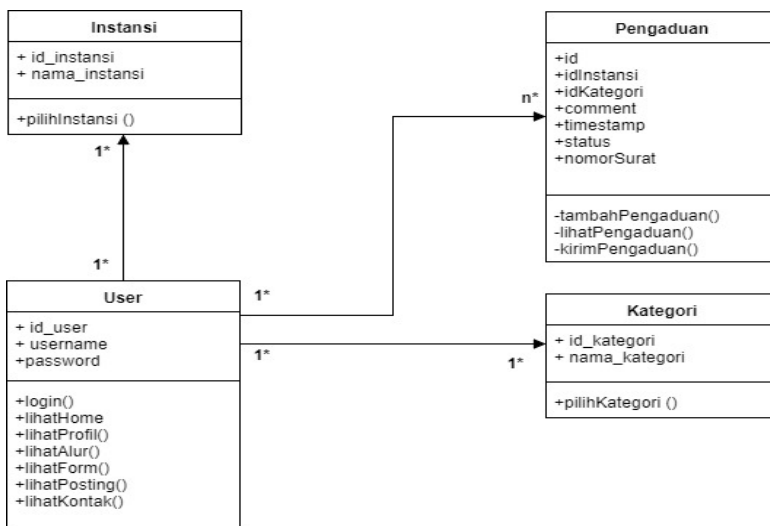 Instansi
+ id_instansi
+ nama_instansi
+pilihInstansi ()
1*
1*
User
+ id_user
+ username
+password
+login()
+lihatHome
+lihatProfil()
+lihatAlur()
+lihatForm()
+lihatPosting()
+lihatKontak()
1*
n*
1*
1*
Pengaduan
+id
+idInstansi
+idKategori
+comment
+timestamp
+status
+nomorSurat
-tambahPengaduan()
-lihatPengaduan()
-kirimPengaduan()
Kategori
+ id_kategori
+ nama_kategori
+pilihKategori ()